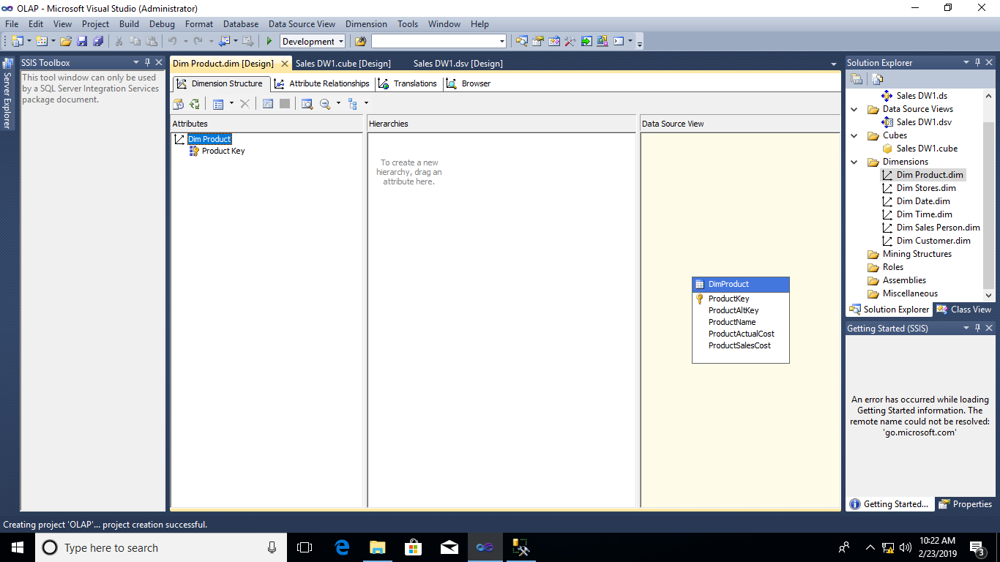 OLAP - Microsoft Visual Studio (Administrator)
File Edit View Project Build Debug Format Database Data Source View Dimension Tools Window Help
Development
Server Explorer
SSIS Toolbox
This tool window can only be used
by a SQL Server Integration Services
package document.
Dim Product.dim [Design] Sales DW1.cube [Design] Sales DW1.dsv [Design]
Dimension Structure Attribute Relationships Translations Browser
Attributes
Dim Product
Product Key
Hierarchies
To create a new
hierarchy, drag an
attribute here.
Data Source View
DimProduct
ProductKey
ProductAltKey
ProductName
ProductActualCost
ProductSalesCost
Solution Explorer
Sales DW1.ds
Data Source Views
Sales DW1.dsv
Cubes
Sales DW1.cube
Dimensions
Dim Product.dim
Dim Stores.dim
Dim Date.dim
Dim Time.dim
Dim Sales Person.dim
Dim Customer.dim
Mining Structures
Roles
Assemblies
Miscellaneous
Solution Explorer Class View
Getting Started (SSIS)
An error has occurred while loading
Getting Started information. The
remote name could not be resolved:
'go.microsoft.com'
Getting Started... Properties
Creating project 'OLAP'... project creation successful.
Type here to search
10:22 AM
2/23/2019
3